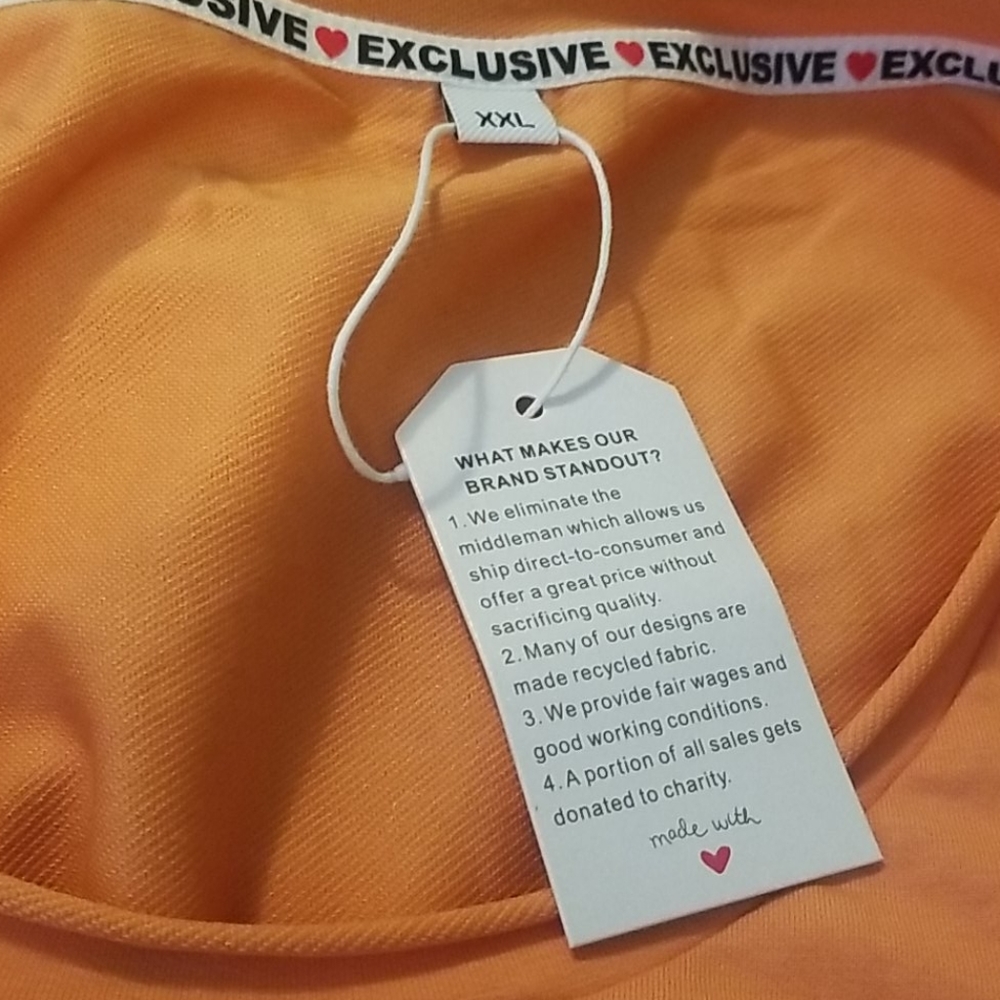 EXCLUSIVE EXCLUSIVE
XXL
WHAT MAKES OUR
BRAND STANDOUT?
1. We eliminate the
middleman which allows us
ship direct-to-consumer and
offer a great price without
sacrificing quality.
2. Many of our designs are
made recycled fabric.
3. We provide fair wages and
good working conditions.
4. A portion of all sales gets
donated to charity.
made with